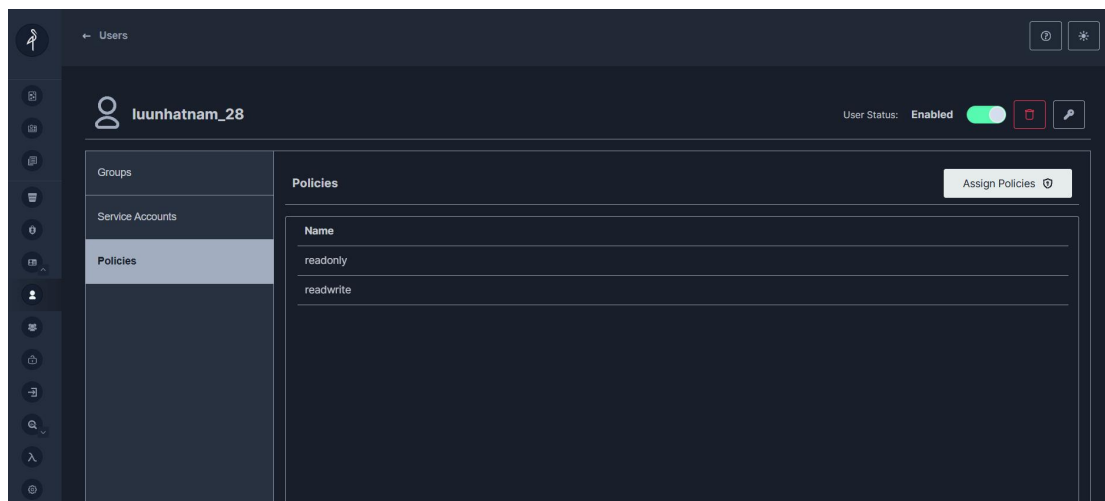 ← Users
luunhatnam_28
User Status: Enabled
Groups
Service Accounts
Policies
Policies
Assign Policies
Name
readonly
readwrite